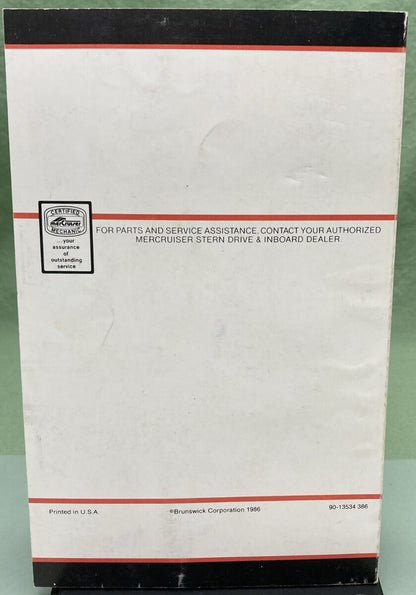 CERTIFIED
MERCRUISER
MECHANIC
...your
assurance
of
outstanding
service
FOR PARTS AND SERVICE ASSISTANCE, CONTACT YOUR AUTHORIZED
MERCRUISER STERN DRIVE & INBOARD DEALER
Printed in U.S.A.
©Brunswick Corporation 1986
90-13534 386